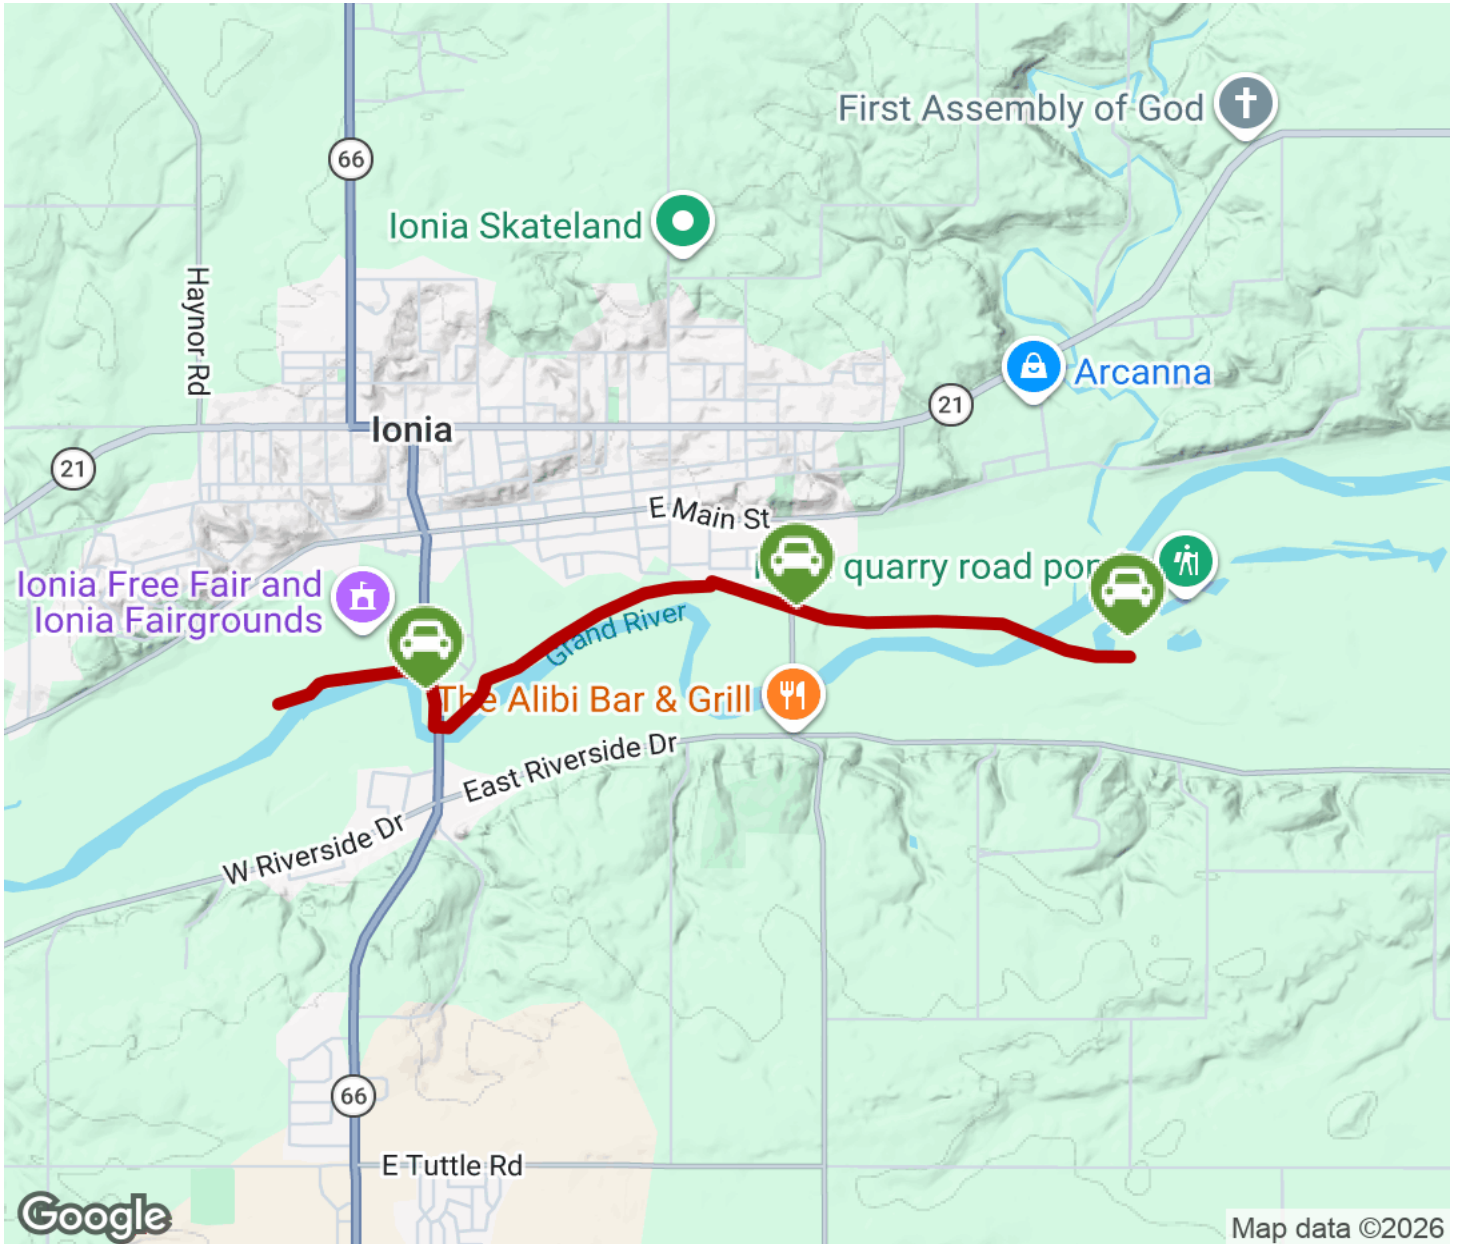 First Assembly of God
66
Ionia Skateland
Haynor Rd
Arcanna
21
Ionia
21
E Main St
quarry road
Ionia Free Fair and
Ionia Fairgrounds
Grand River
The Alibi Bar & Grill
East Riverside Dr
W Riverside Dr
66
E Tuttle Rd
Google
Map data ©2026